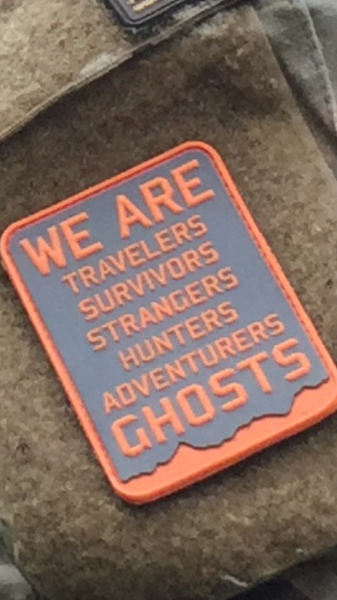 WE ARE
TRAVELERS
SURVIVORS
STRANGERS
HUNTERS
ADVENTURERS
GHOSTS